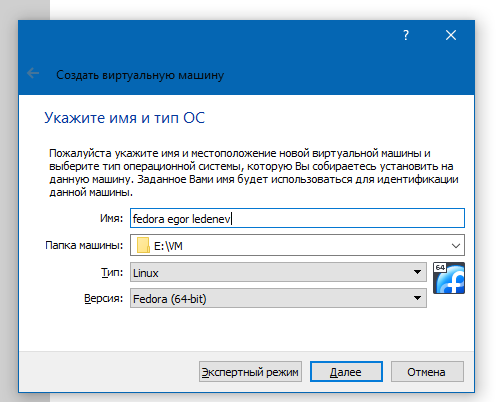 ?
Создать виртуальную машину
Укажите имя и тип ОС
Пожалуйста укажите имя и местоположение новой виртуальной машины и
выберите тип операционной системы, которую Вы собираетесь установить на
данную машину. Заданное Вами имя будет использоваться для идентификации
данной машины.
Имя: fedora egor ledenev
Папка машины: E:\VM
Тип: Linux
64
Версия: Fedora (64-bit)
Экспертный режим Далее Отмена